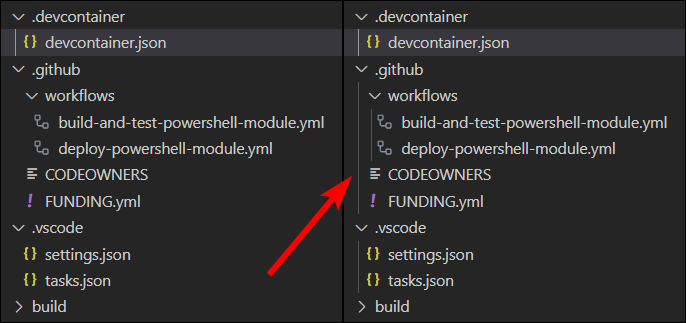 .devcontainer
devcontainer.json
.github
workflows
build-and-test-powershell-module.yml
deploy-powershell-module.yml
CODEOWNERS
FUNDING.yml
.vscode
settings.json
tasks.json
build
.devcontainer
devcontainer.json
.github
workflows
build-and-test-powershell-module.yml
deploy-powershell-module.yml
CODEOWNERS
FUNDING.yml
.vscode
settings.json
tasks.json
build